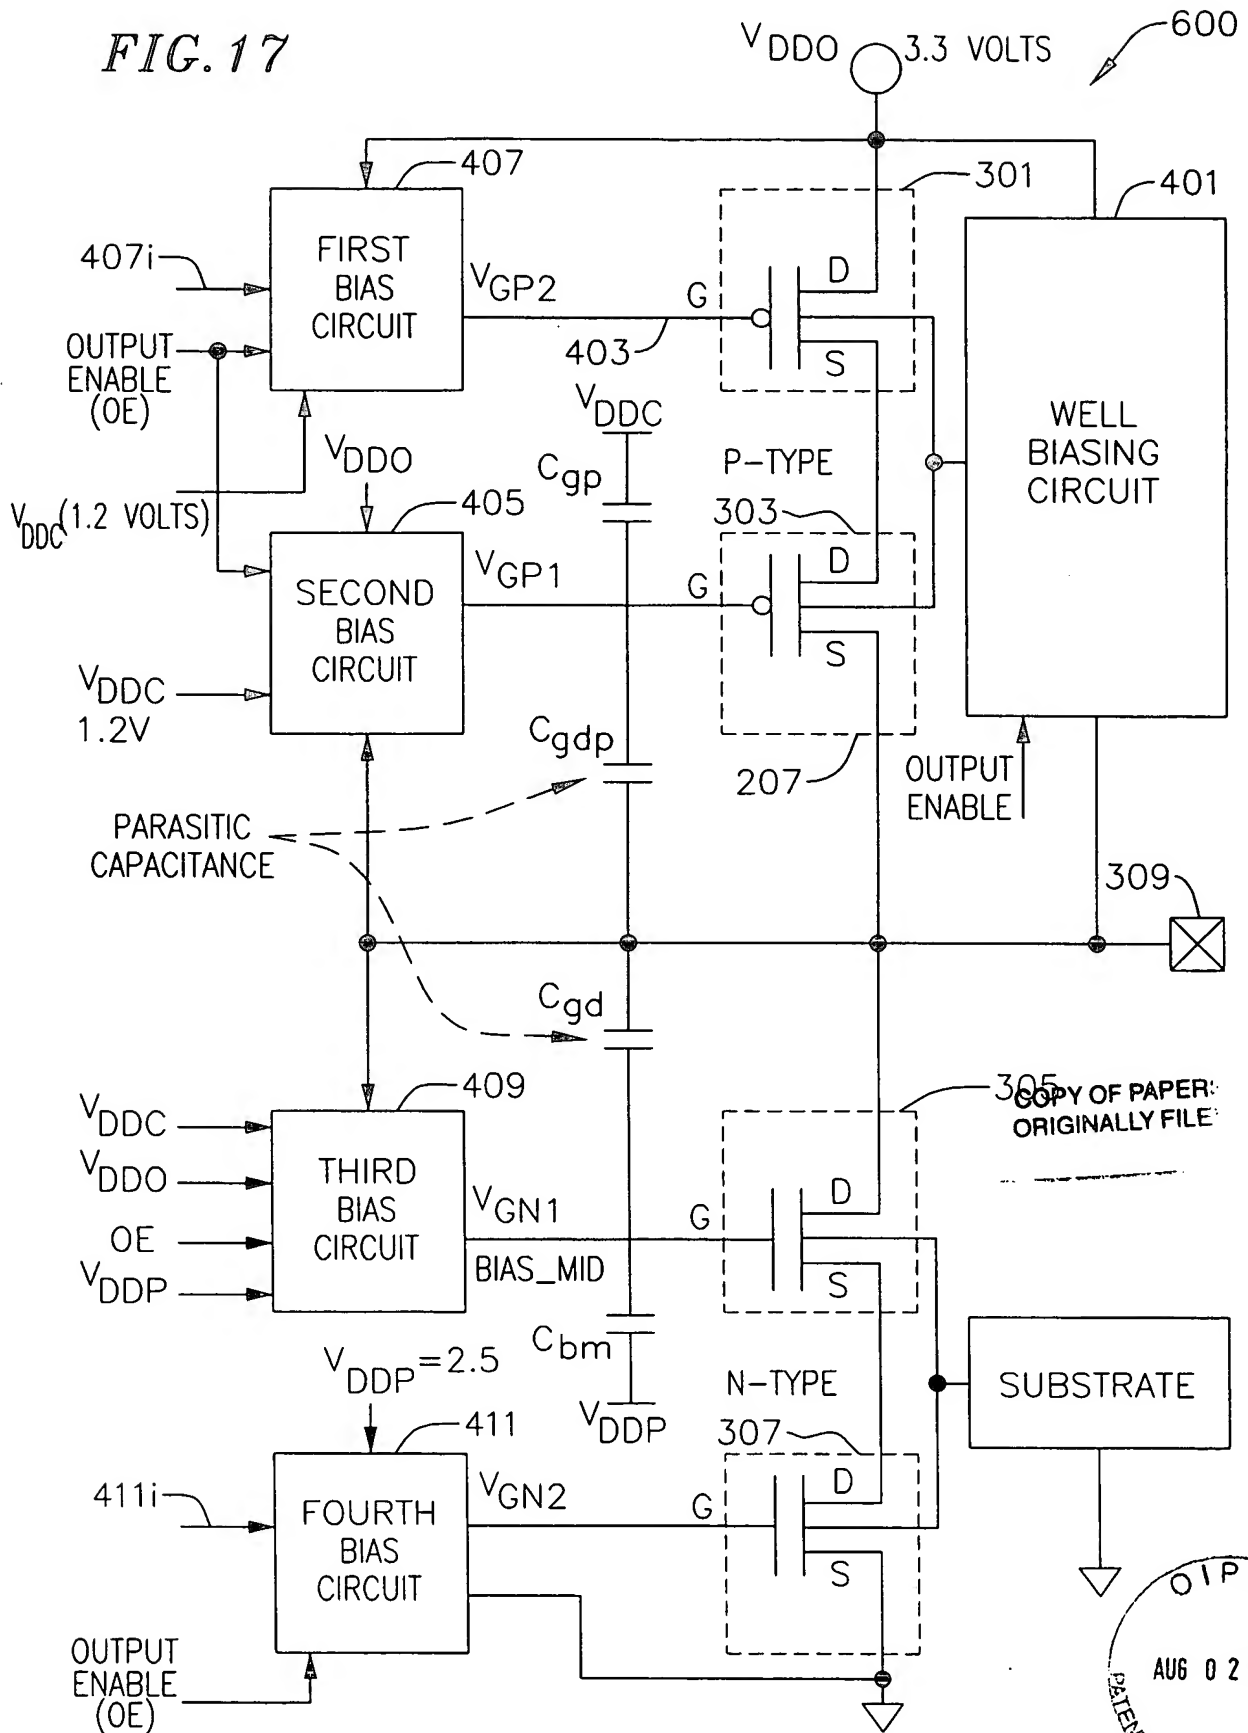 FIG. 17
VDDO 3.3 VOLTS
600
407
301
401
407i
FIRST
BIAS
CIRCUIT
VGP2
G
D
S
403
OUTPUT
ENABLE
(OE)
VDDC (1.2 VOLTS)
VDDO
405
VDDC
Cgp
P-TYPE
WELL
BIASING
CIRCUIT
303
SECOND
BIAS
CIRCUIT
VGP1
G
D
S
VDDC
1.2V
Cgdp
207
OUTPUT
ENABLE
PARASITIC
CAPACITANCE
309
Cgd
409
305
COPY OF PAPERS
ORIGINALLY FILE
VDDC
VDDO
OE
VDDP
THIRD
BIAS
CIRCUIT
VGN1
BIAS_MID
G
D
S
Cbm
VDDP=2.5
VDDP
N-TYPE
SUBSTRATE
411
307
411i
FOURTH
BIAS
CIRCUIT
VGN2
G
D
S
OUTPUT
ENABLE
(OE)
OIP
AUG 02
PATEN